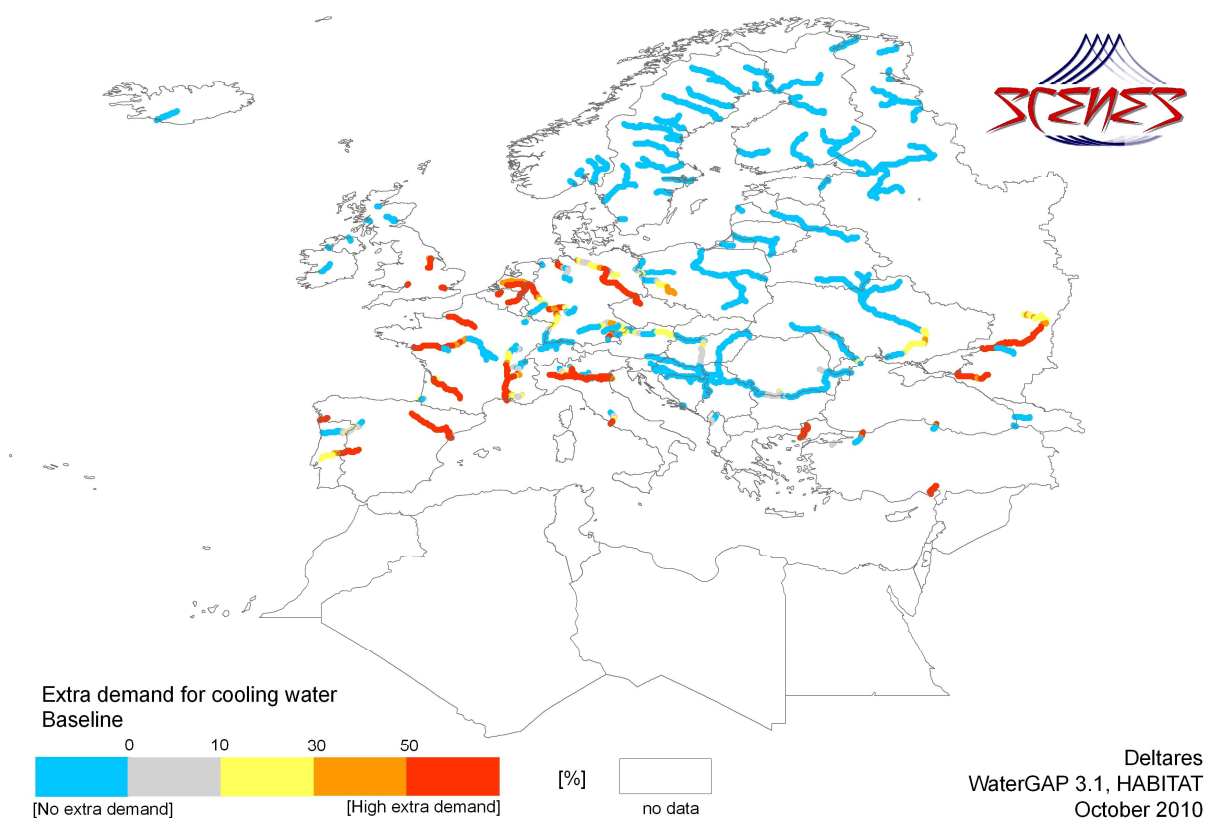 SCENES
Extra demand for cooling water
Baseline
0 10 30 50
[No extra demand] [High extra demand]
[%]
no data
Deltares
WaterGAP 3.1, HABITAT
October 2010